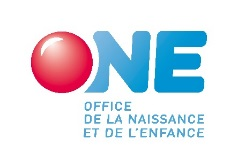 ONE
OFFICE
DE LA NAISSANCE
ET DE L'ENFANCE